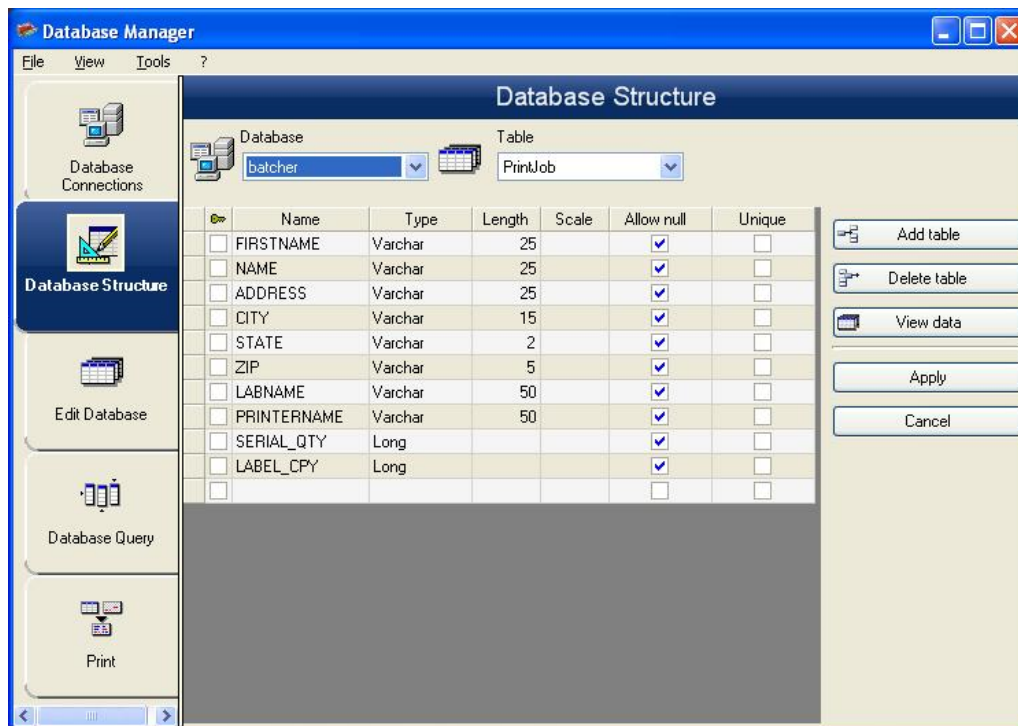 Database Manager
File View Tools ?
Database Structure
Database Connections
Database Structure
Edit Database
Database Query
Print
Database
batcher
Table
PrintJob
Name Type Length Scale Allow null Unique
FIRSTNAME Varchar 25
NAME Varchar 25
ADDRESS Varchar 25
CITY Varchar 15
STATE Varchar 2
ZIP Varchar 5
LABNAME Varchar 50
PRINTERNAME Varchar 50
SERIAL_QTY Long
LABEL_CPY Long
Add table
Delete table
View data
Apply
Cancel